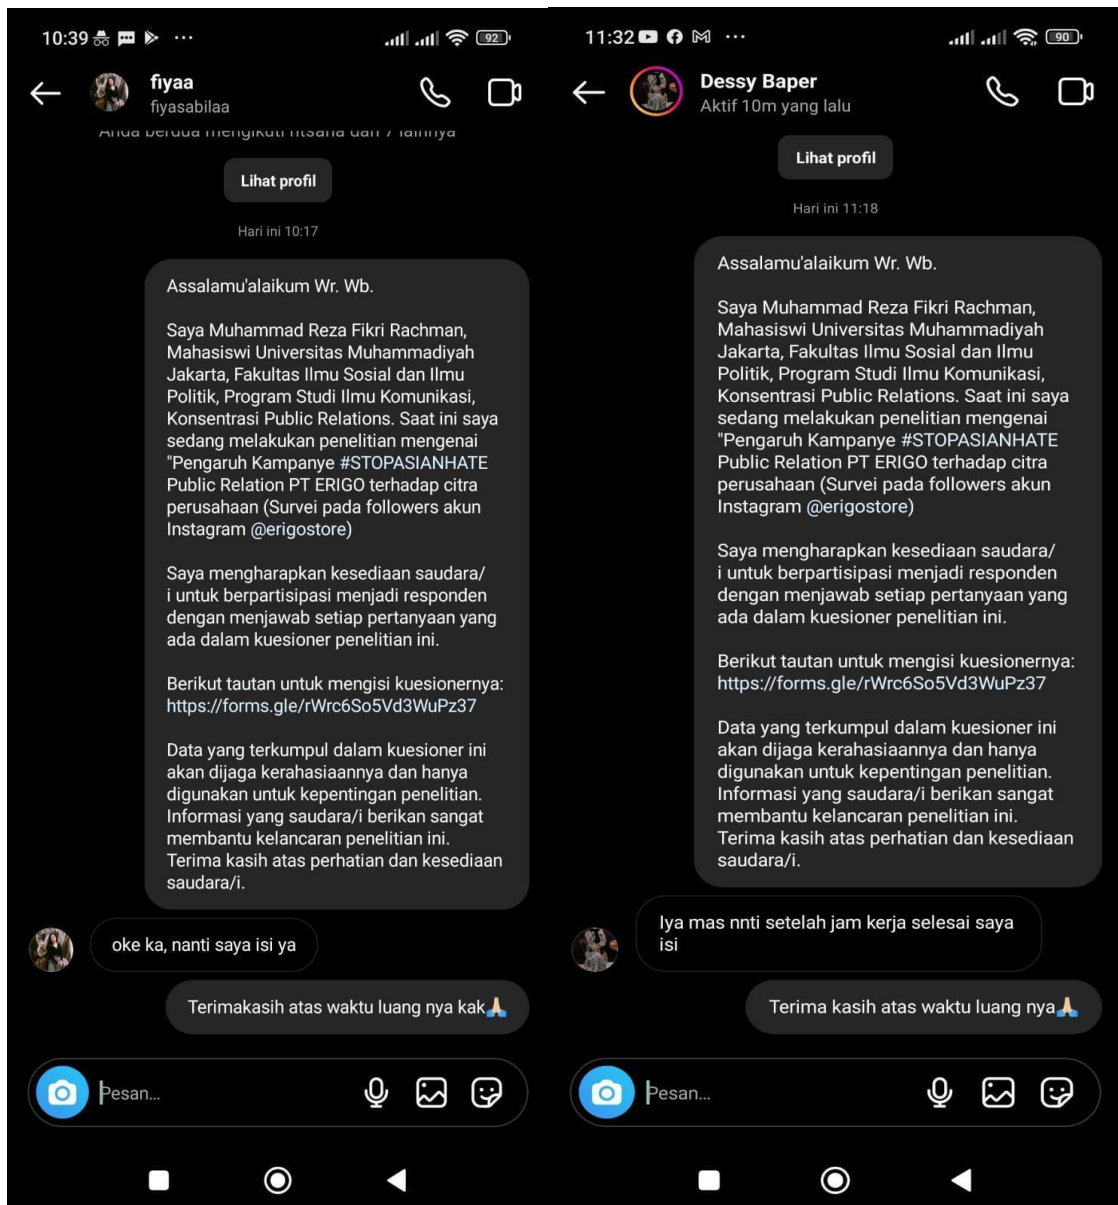 10:39
92
fiyaa
fiyasabilaa
Anda berdua mengikuti
dan 7 lainnya
Lihat profil
Hari ini 10:17
Assalamu'alaikum Wr. Wb.
Saya Muhammad Reza Fikri Rachman,
Mahasiswi Universitas Muhammadiyah
Jakarta, Fakultas Ilmu Sosial dan Ilmu
Politik, Program Studi Ilmu Komunikasi,
Konsentrasi Public Relations. Saat ini saya
sedang melakukan penelitian mengenai
"Pengaruh Kampanye #STOPASIANHATE
Public Relation PT ERIGO terhadap citra
perusahaan (Survei pada followers akun
Instagram @erigostore)
Saya mengharapkan kesediaan saudara/
i untuk berpartisipasi menjadi responden
dengan menjawab setiap pertanyaan yang
ada dalam kuesioner penelitian ini.
Berikut tautan untuk mengisi kuesionernya:
https://forms.gle/rWrc6So5Vd3WuPz37
Data yang terkumpul dalam kuesioner ini
akan dijaga kerahasiaannya dan hanya
digunakan untuk kepentingan penelitian.
Informasi yang saudara/i berikan sangat
membantu kelancaran penelitian ini.
Terima kasih atas perhatian dan kesediaan
saudara/i.
oke ka, nanti saya isi ya
Terimakasih atas waktu luang nya kak🙏🏻
Pesan...
11:32
90
Dessy Baper
Aktif 10m yang lalu
Lihat profil
Hari ini 11:18
Assalamu'alaikum Wr. Wb.
Saya Muhammad Reza Fikri Rachman,
Mahasiswi Universitas Muhammadiyah
Jakarta, Fakultas Ilmu Sosial dan Ilmu
Politik, Program Studi Ilmu Komunikasi,
Konsentrasi Public Relations. Saat ini saya
sedang melakukan penelitian mengenai
"Pengaruh Kampanye #STOPASIANHATE
Public Relation PT ERIGO terhadap citra
perusahaan (Survei pada followers akun
Instagram @erigostore)
Saya mengharapkan kesediaan saudara/
i untuk berpartisipasi menjadi responden
dengan menjawab setiap pertanyaan yang
ada dalam kuesioner penelitian ini.
Berikut tautan untuk mengisi kuesionernya:
https://forms.gle/rWrc6So5Vd3WuPz37
Data yang terkumpul dalam kuesioner ini
akan dijaga kerahasiaannya dan hanya
digunakan untuk kepentingan penelitian.
Informasi yang saudara/i berikan sangat
membantu kelancaran penelitian ini.
Terima kasih atas perhatian dan kesediaan
saudara/i.
Iya mas nnti setelah jam kerja selesai saya
isi
Terima kasih atas waktu luang nya🙏🏻
Pesan...